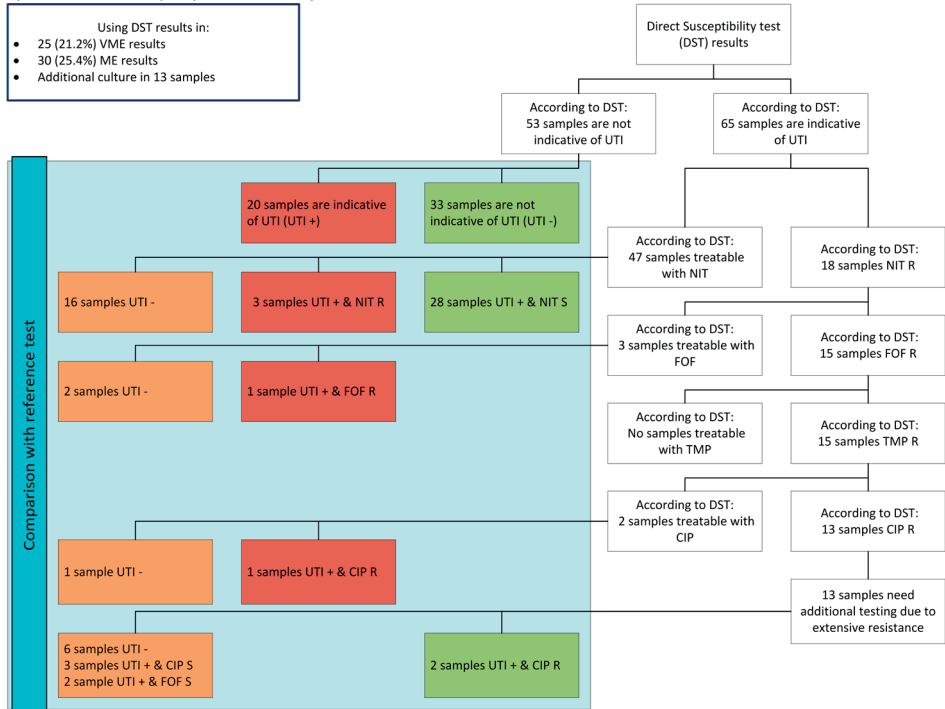 Using DST results in:
• 25 (21.2%) VME results
• 30 (25.4%) ME results
• Additional culture in 13 samples
Direct Susceptibility test
(DST) results
According to DST:
53 samples are not
indicative of UTI
According to DST:
65 samples are indicative
of UTI
Comparison with reference test
20 samples are indicative
of UTI (UTI +)
33 samples are not
indicative of UTI (UTI -)
According to DST:
47 samples treatable
with NIT
According to DST:
18 samples NIT R
16 samples UTI -
3 samples UTI + & NIT R
28 samples UTI + & NIT S
According to DST:
3 samples treatable with
FOF
According to DST:
15 samples FOF R
2 samples UTI -
1 sample UTI + & FOF R
According to DST:
No samples treatable
with TMP
According to DST:
15 samples TMP R
According to DST:
2 samples treatable with
CIP
According to DST:
13 samples CIP R
1 sample UTI -
1 samples UTI + & CIP R
13 samples need
additional testing due to
extensive resistance
6 samples UTI -
3 samples UTI + & CIP S
2 sample UTI + & FOF S
2 samples UTI + & CIP R